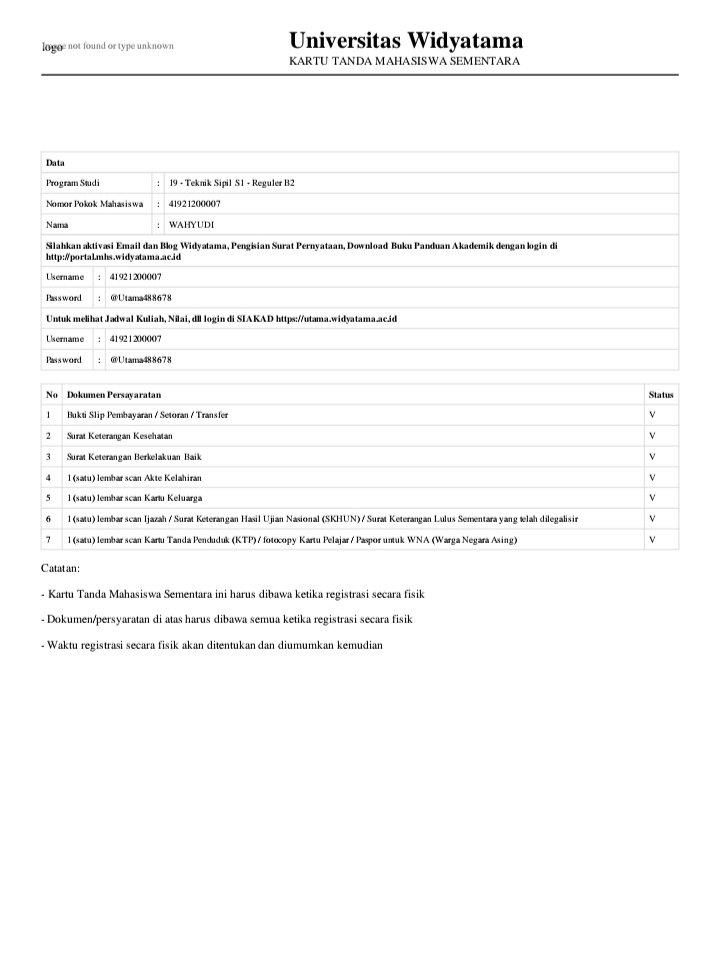 logo
Image not found or type unknown
Universitas Widyatama
KARTU TANDA MAHASISWA SEMENTARA
Data
Program Studi : 19 - Teknik Sipil S1 - Reguler B2
Nomor Pokok Mahasiswa : 41921200007
Nama : WAHYUDI
Silahkan aktivasi Email dan Blog Widyatama, Pengisian Surat Pernyataan, Download Buku Panduan Akademik dengan login di
http://portal.mhs.widyatama.ac.id
Username : 41921200007
Password : @Utama488678
Untuk melihat Jadwal Kuliah, Nilai, dll login di SIAKAD https://utama.widyatama.ac.id
Username : 41921200007
Password : @Utama488678
No Dokumen Persayaratan Status
1 Bukti Slip Pembayaran / Setoran / Transfer V
2 Surat Keterangan Kesehatan V
3 Surat Keterangan Berkelakuan Baik V
4 1 (satu) lembar scan Akte Kelahiran V
5 1 (satu) lembar scan Kartu Keluarga V
6 1 (satu) lembar scan Ijazah / Surat Keterangan Hasil Ujian Nasional (SKHUN) / Surat Keterangan Lulus Sementara yang telah dilegalisir V
7 1 (satu) lembar scan Kartu Tanda Penduduk (KTP) / fotocopy Kartu Pelajar / Paspor untuk WNA (Warga Negara Asing) V
Catatan:
- Kartu Tanda Mahasiswa Sementara ini harus dibawa ketika registrasi secara fisik
- Dokumen/persyaratan di atas harus dibawa semua ketika registrasi secara fisik
- Waktu registrasi secara fisik akan ditentukan dan diumumkan kemudian